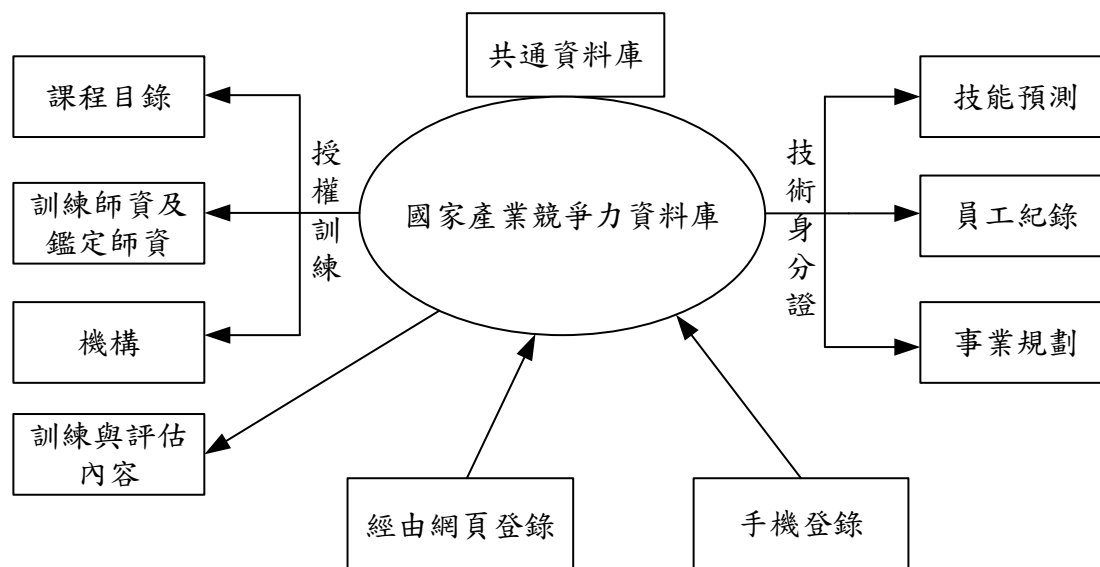 共通資料庫
課程目錄
技能預測
授權訓練
技術身分證
訓練師資及
鑑定師資
國家產業競爭力資料庫
員工紀錄
機構
事業規劃
訓練與評估
內容
經由網頁登錄
手機登錄